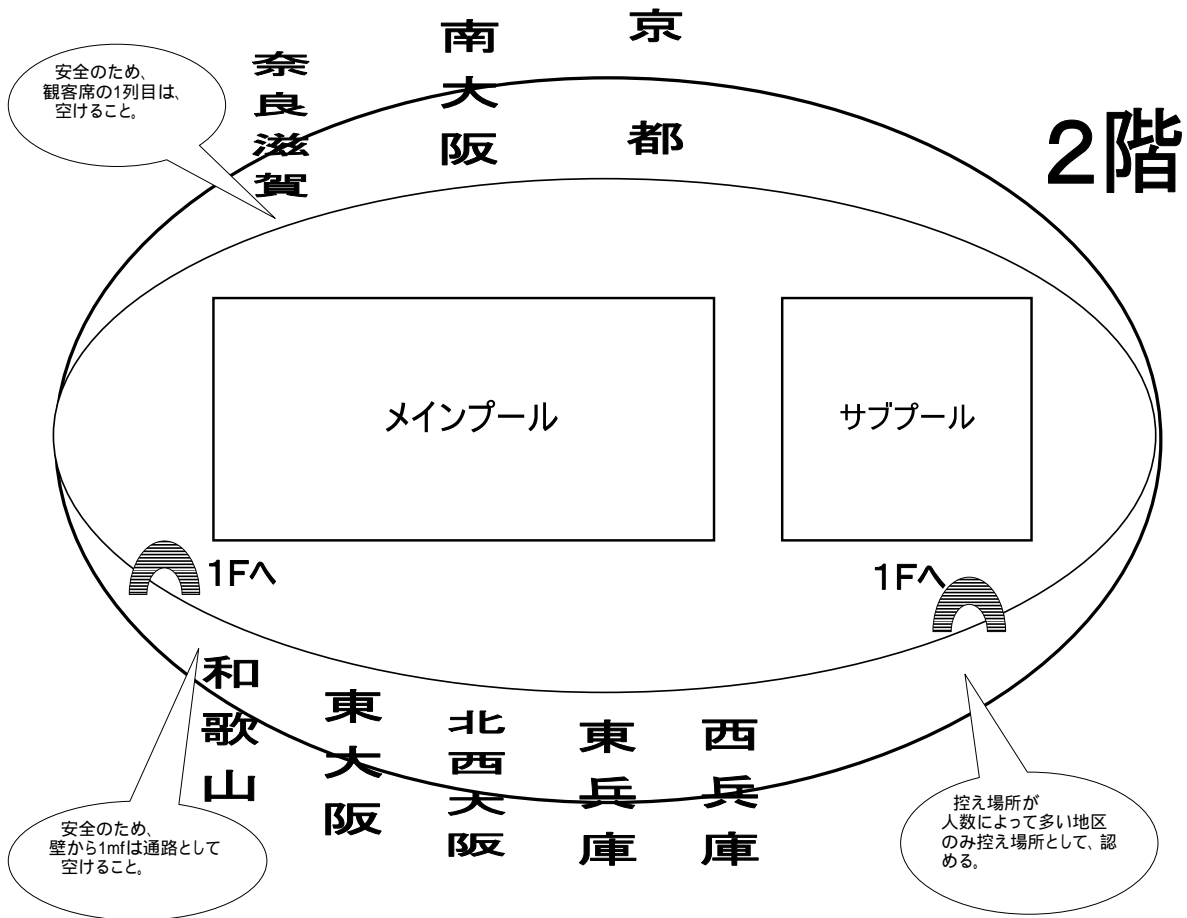 2階
京都
南大阪
奈良滋賀
安全のため、
観客席の1列目は、
空けること。
メインプール
サブプール
1Fへ
1Fへ
和歌山
東大阪
北西大阪
東兵庫
西兵庫
安全のため、
壁から1mfは通路として
空けること。
控え場所が
人数によって多い地区
のみ控え場所として、認
める。